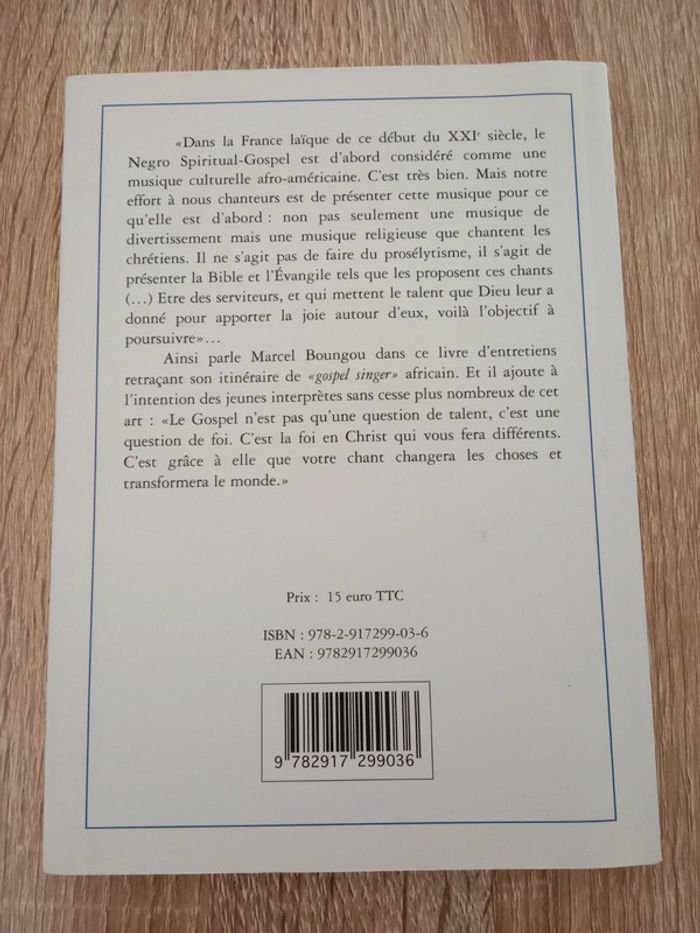 «Dans la France laïque de ce début du XXIᵉ siècle, le
Negro Spiritual-Gospel est d'abord considéré comme une
musique culturelle afro-américaine. C'est très bien. Mais notre
effort à nous chanteurs est de présenter cette musique pour ce
qu'elle est d'abord : non pas seulement une musique de
divertissement mais une musique religieuse que chantent les
chrétiens. Il ne s'agit pas de faire du prosélytisme, il s'agit de
présenter la Bible et l'Évangile tels que les proposent ces chants
(...) Etre des serviteurs, et qui mettent le talent que Dieu leur a
donné pour apporter la joie autour d'eux, voilà l'objectif à
poursuivre»...
Ainsi parle Marcel Boungou dans ce livre d'entretiens
retraçant son itinéraire de «gospel singer» africain. Et il ajoute à
l'intention des jeunes interprètes sans cesse plus nombreux de cet
art : «Le Gospel n'est pas qu'une question de talent, c'est une
question de foi. C'est la foi en Christ qui vous fera différents.
C'est grâce à elle que votre chant changera les choses et
transformera le monde.»
Prix : 15 euro TTC
ISBN : 978-2-917299-03-6
EAN : 9782917299036
9 782917 299036